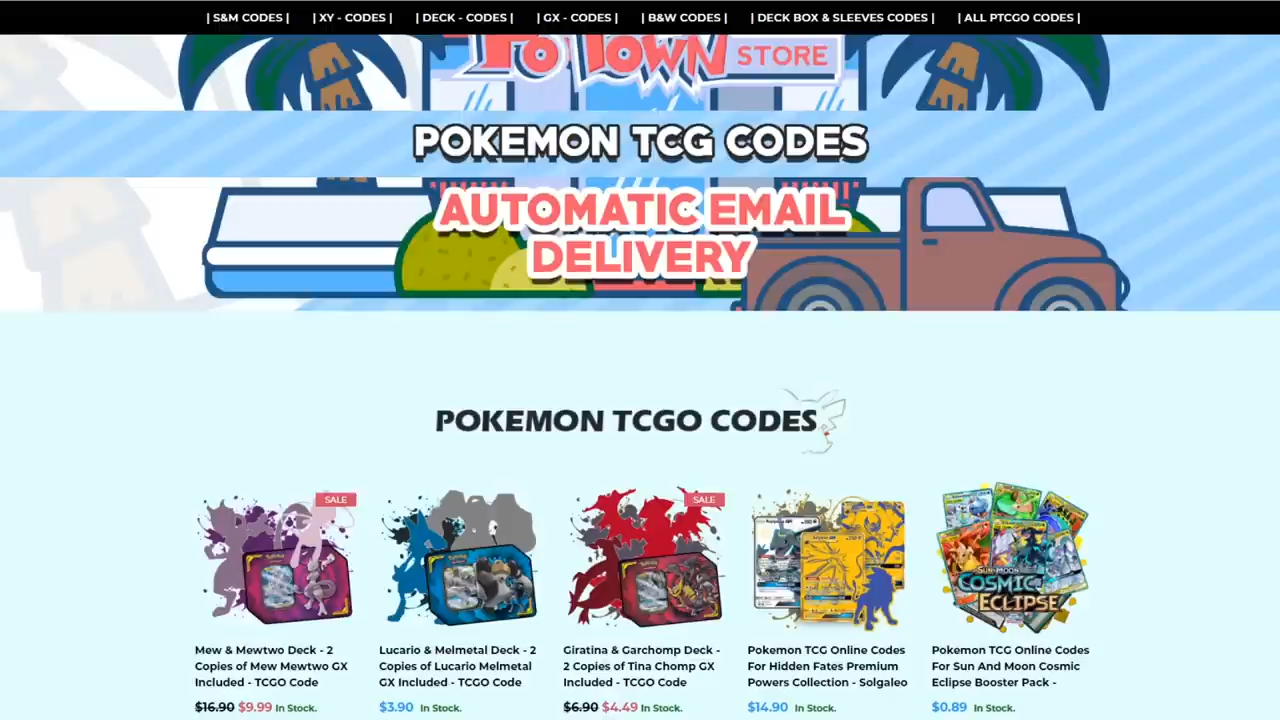 | S&M CODES | | XY - CODES | | DECK - CODES | | GX - CODES | | B&W CODES | | DECK BOX & SLEEVES CODES | | ALL PTCGO CODES |
Po Town STORE
POKEMON TCG CODES
AUTOMATIC EMAIL
DELIVERY
POKEMON TCGO CODES
SALE
SALE
SUN & MOON
COSMIC
ECLIPSE
Mew & Mewtwo Deck - 2
Copies of Mew Mewtwo GX
Included - TCGO Code
$16.90 $9.99 In Stock.
Lucario & Melmetal Deck - 2
Copies of Lucario Melmetal
GX Included - TCGO Code
$3.90 In Stock.
Giratina & Garchomp Deck -
2 Copies of Tina Chomp GX
Included - TCGO Code
$6.90 $4.49 In Stock.
Pokemon TCG Online Codes
For Hidden Fates Premium
Powers Collection - Solgaleo
$14.90 In Stock.
Pokemon TCG Online Codes
For Sun And Moon Cosmic
Eclipse Booster Pack -
$0.89 In Stock.